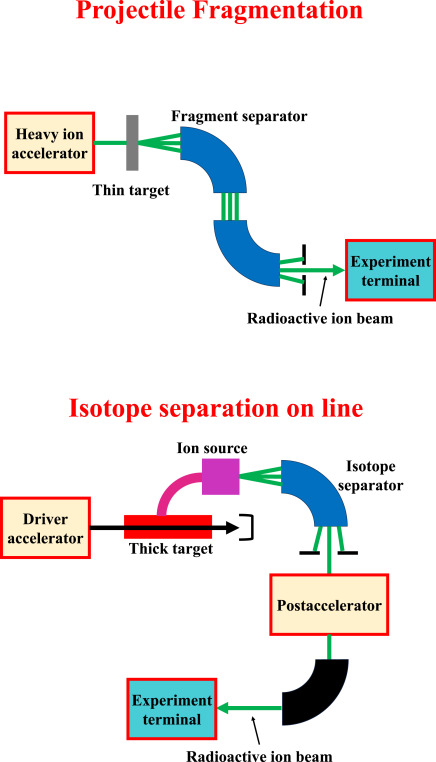 Projectile Fragmentation
Fragment separator
Heavy ion
accelerator
Thin target
Experiment
terminal
Radioactive ion beam
Isotope separation on line
Ion source
Isotope
separator
Driver
accelerator
Thick target
Postaccelerator
Experiment
terminal
Radioactive ion beam